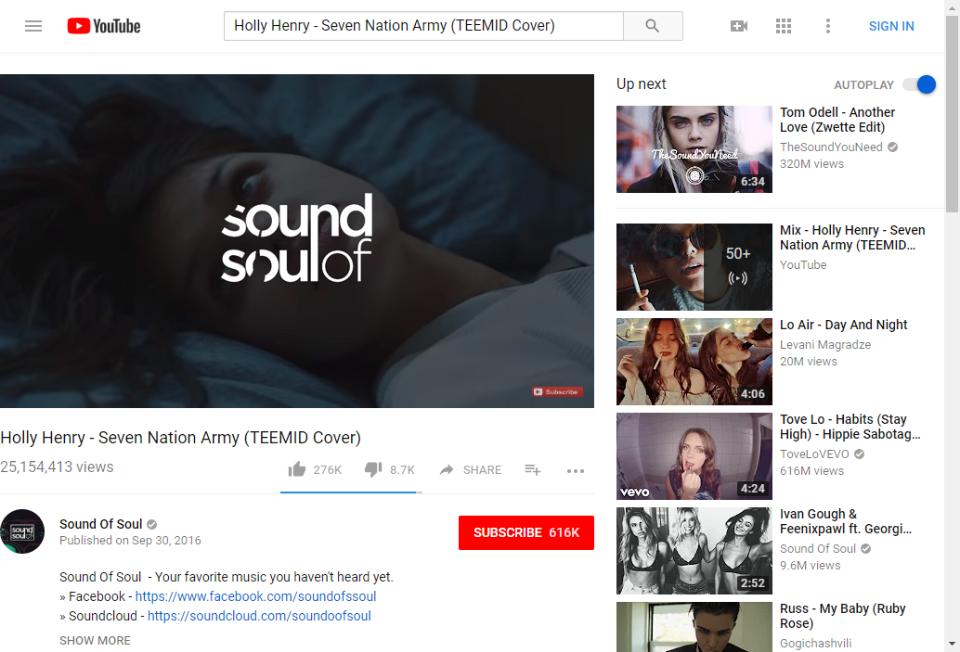 YouTube
Holly Henry - Seven Nation Army (TEEMID Cover)
SIGN IN
sound
soulof
Subscribe
Holly Henry - Seven Nation Army (TEEMID Cover)
25,154,413 views
276K
8.7K
SHARE
sound
soulof
Sound Of Soul
Published on Sep 30, 2016
SUBSCRIBE 616K
Sound Of Soul - Your favorite music you haven't heard yet.
» Facebook - https://www.facebook.com/soundofssoul
» Soundcloud - https://soundcloud.com/soundoofsoul
SHOW MORE
Up next
AUTOPLAY
TheSoundYouNeed
6:34
Tom Odell - Another
Love (Zwette Edit)
TheSoundYouNeed
320M views
50+
Mix - Holly Henry - Seven
Nation Army (TEEMID…
YouTube
4:06
Lo Air - Day And Night
Levani Magradze
20M views
vevo
4:24
Tove Lo - Habits (Stay
High) - Hippie Sabotag…
ToveLoVEVO
616M views
2:52
Ivan Gough &
Feenixpawl ft. Georgi…
Sound Of Soul
9.6M views
Russ - My Baby (Ruby
Rose)
Gogichashvili